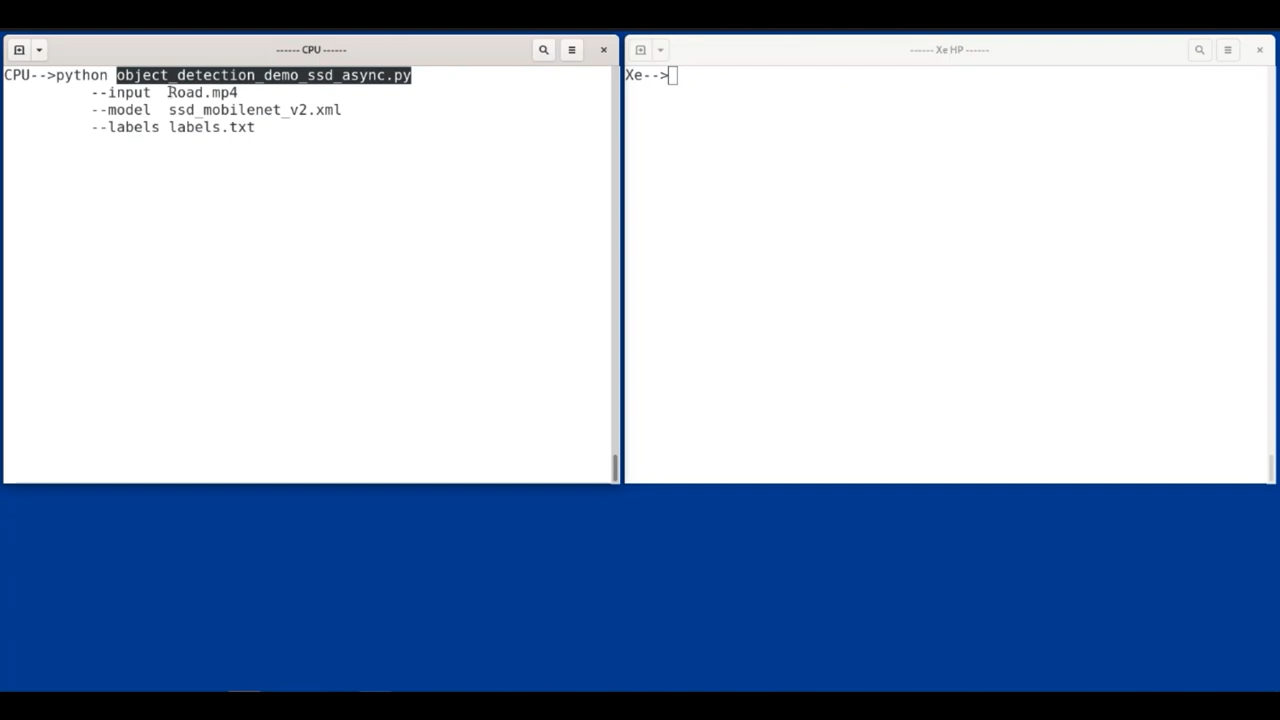 ------ CPU ------
CPU-->python object_detection_demo_ssd_async.py
--input Road.mp4
--model ssd_mobilenet_v2.xml
--labels labels.txt
------ Xe HP ------
Xe-->